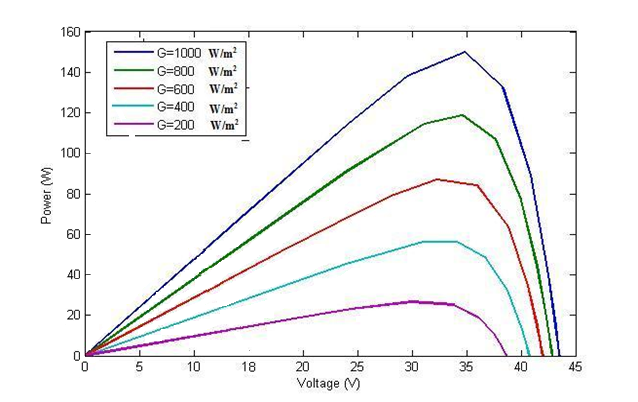 160
140
120
100
80
60
40
20
0
Power (W)
G=1000 W/m²
G=800 W/m²
G=600 W/m²
G=400 W/m²
G=200 W/m²
0 5 10 15 20 25 30 35 40 45
Voltage (V)